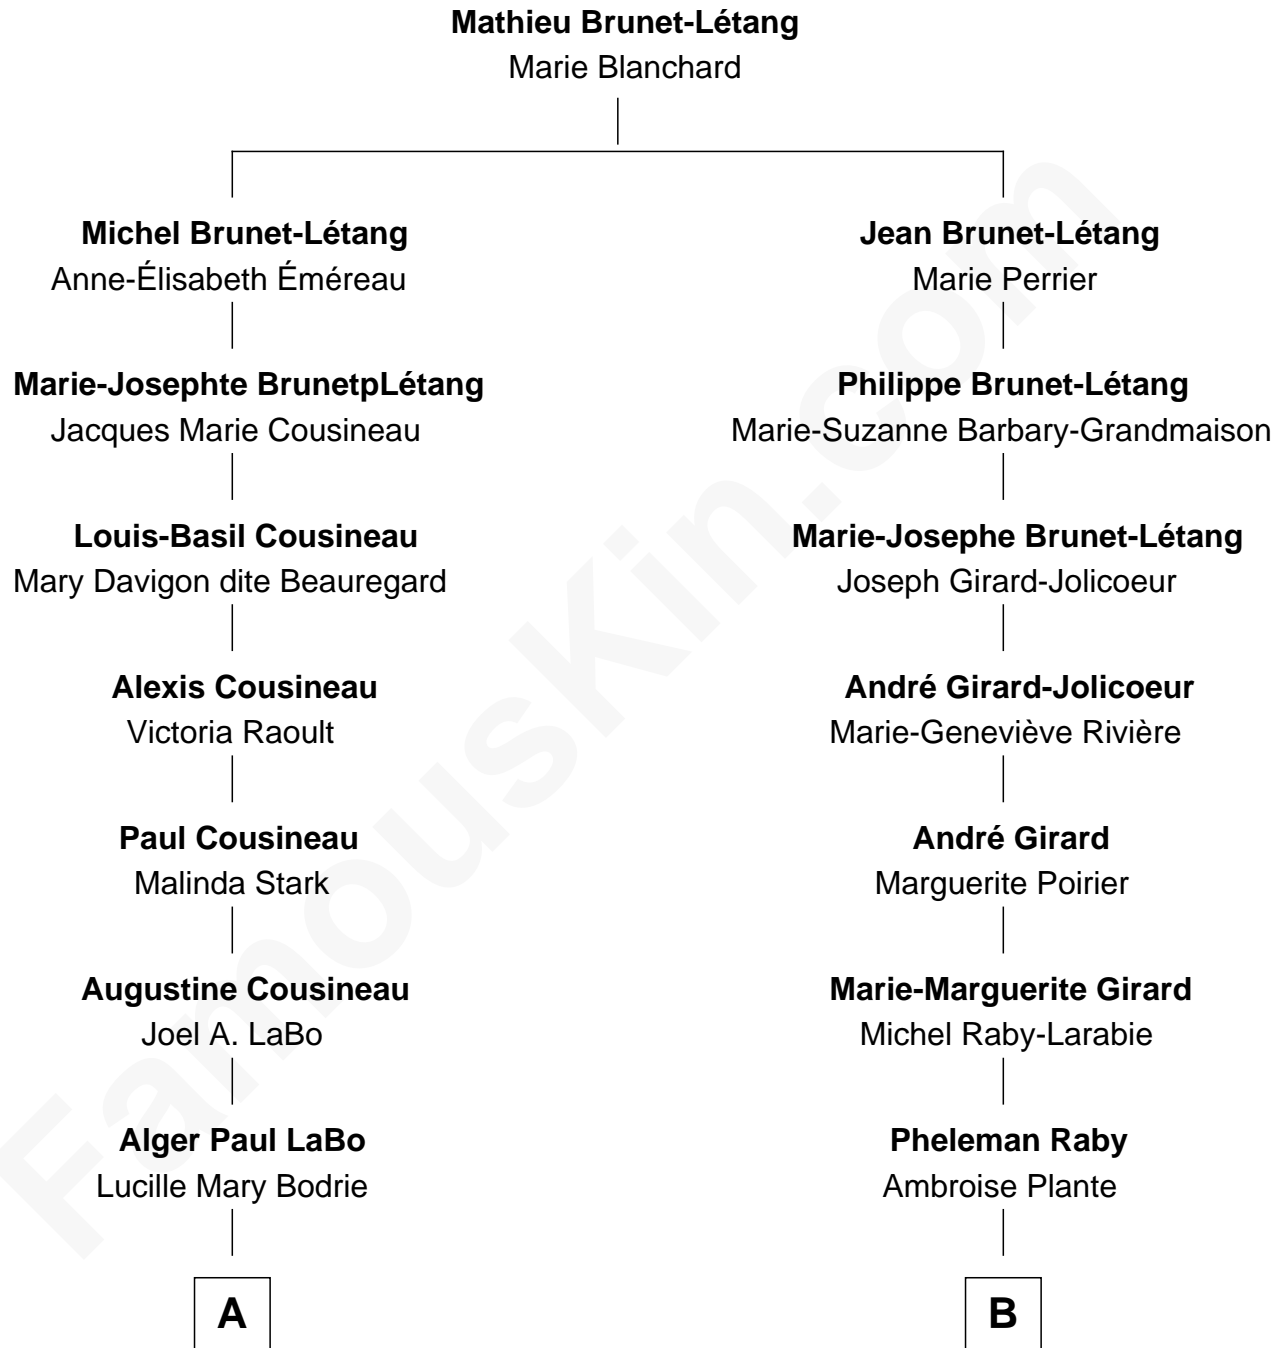 Mathieu Brunet-Létang
Marie Blanchard
Michel Brunet-Létang
Anne-Élisabeth Éméreau
Marie-Josephte BrunetpLétang
Jacques Marie Cousineau
Louis-Basil Cousineau
Mary Davigon dite Beauregard
Alexis Cousineau
Victoria Raoult
Paul Cousineau
Malinda Stark
Augustine Cousineau
Joel A. LaBo
Alger Paul LaBo
Lucille Mary Bodrie
A
Jean Brunet-Létang
Marie Perrier
Philippe Brunet-Létang
Marie-Suzanne Barbary-Grandmaison
Marie-Josephe Brunet-Létang
Joseph Girard-Jolicoeur
André Girard-Jolicoeur
Marie-Geneviève Rivière
André Girard
Marguerite Poirier
Marie-Marguerite Girard
Michel Raby-Larabie
Pheleman Raby
Ambroise Plante
B
FamousKin.com